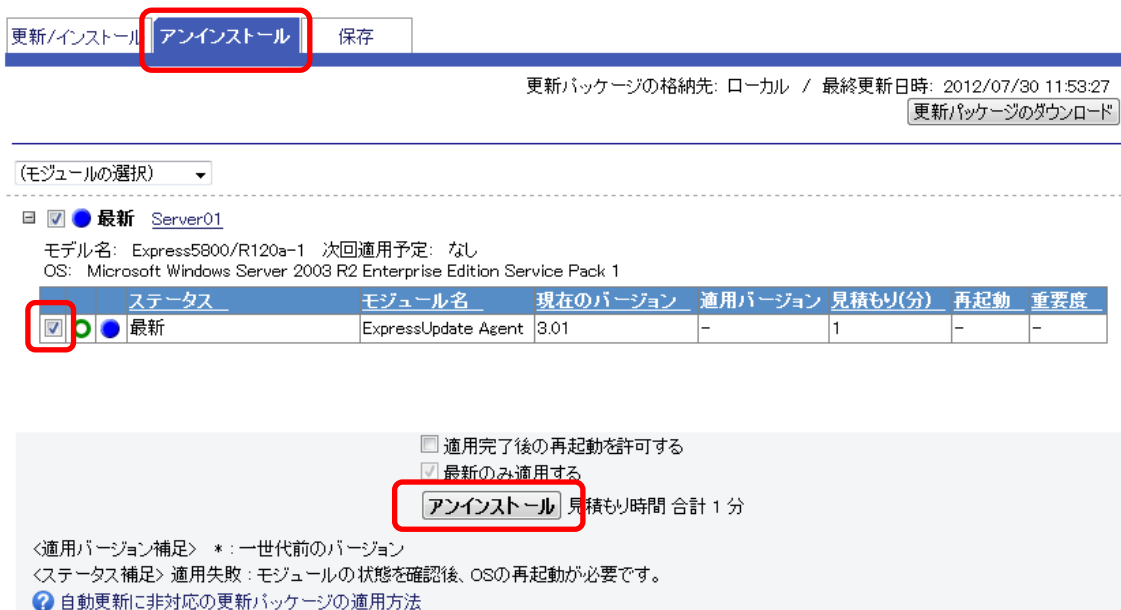 更新/インストール アンインストール 保存
更新パッケージの格納先: ローカル / 最終更新日時: 2012/07/30 11:53:27
更新パッケージのダウンロード
(モジュールの選択)
最新 Server01
モデル名: Express5800/R120a-1 次回適用予定: なし
OS: Microsoft Windows Server 2003 R2 Enterprise Edition Service Pack 1
ステータス モジュール名 現在のバージョン 適用バージョン 見積もり(分) 再起動 重要度
最新 ExpressUpdate Agent 3.01 - 1 - -
適用完了後の再起動を許可する
最新のみ適用する
アンインストール 見積もり時間 合計 1 分
<適用バージョン補足> *:一世代前のバージョン
<ステータス補足> 適用失敗:モジュールの状態を確認後、OSの再起動が必要です。
自動更新に非対応の更新パッケージの適用方法